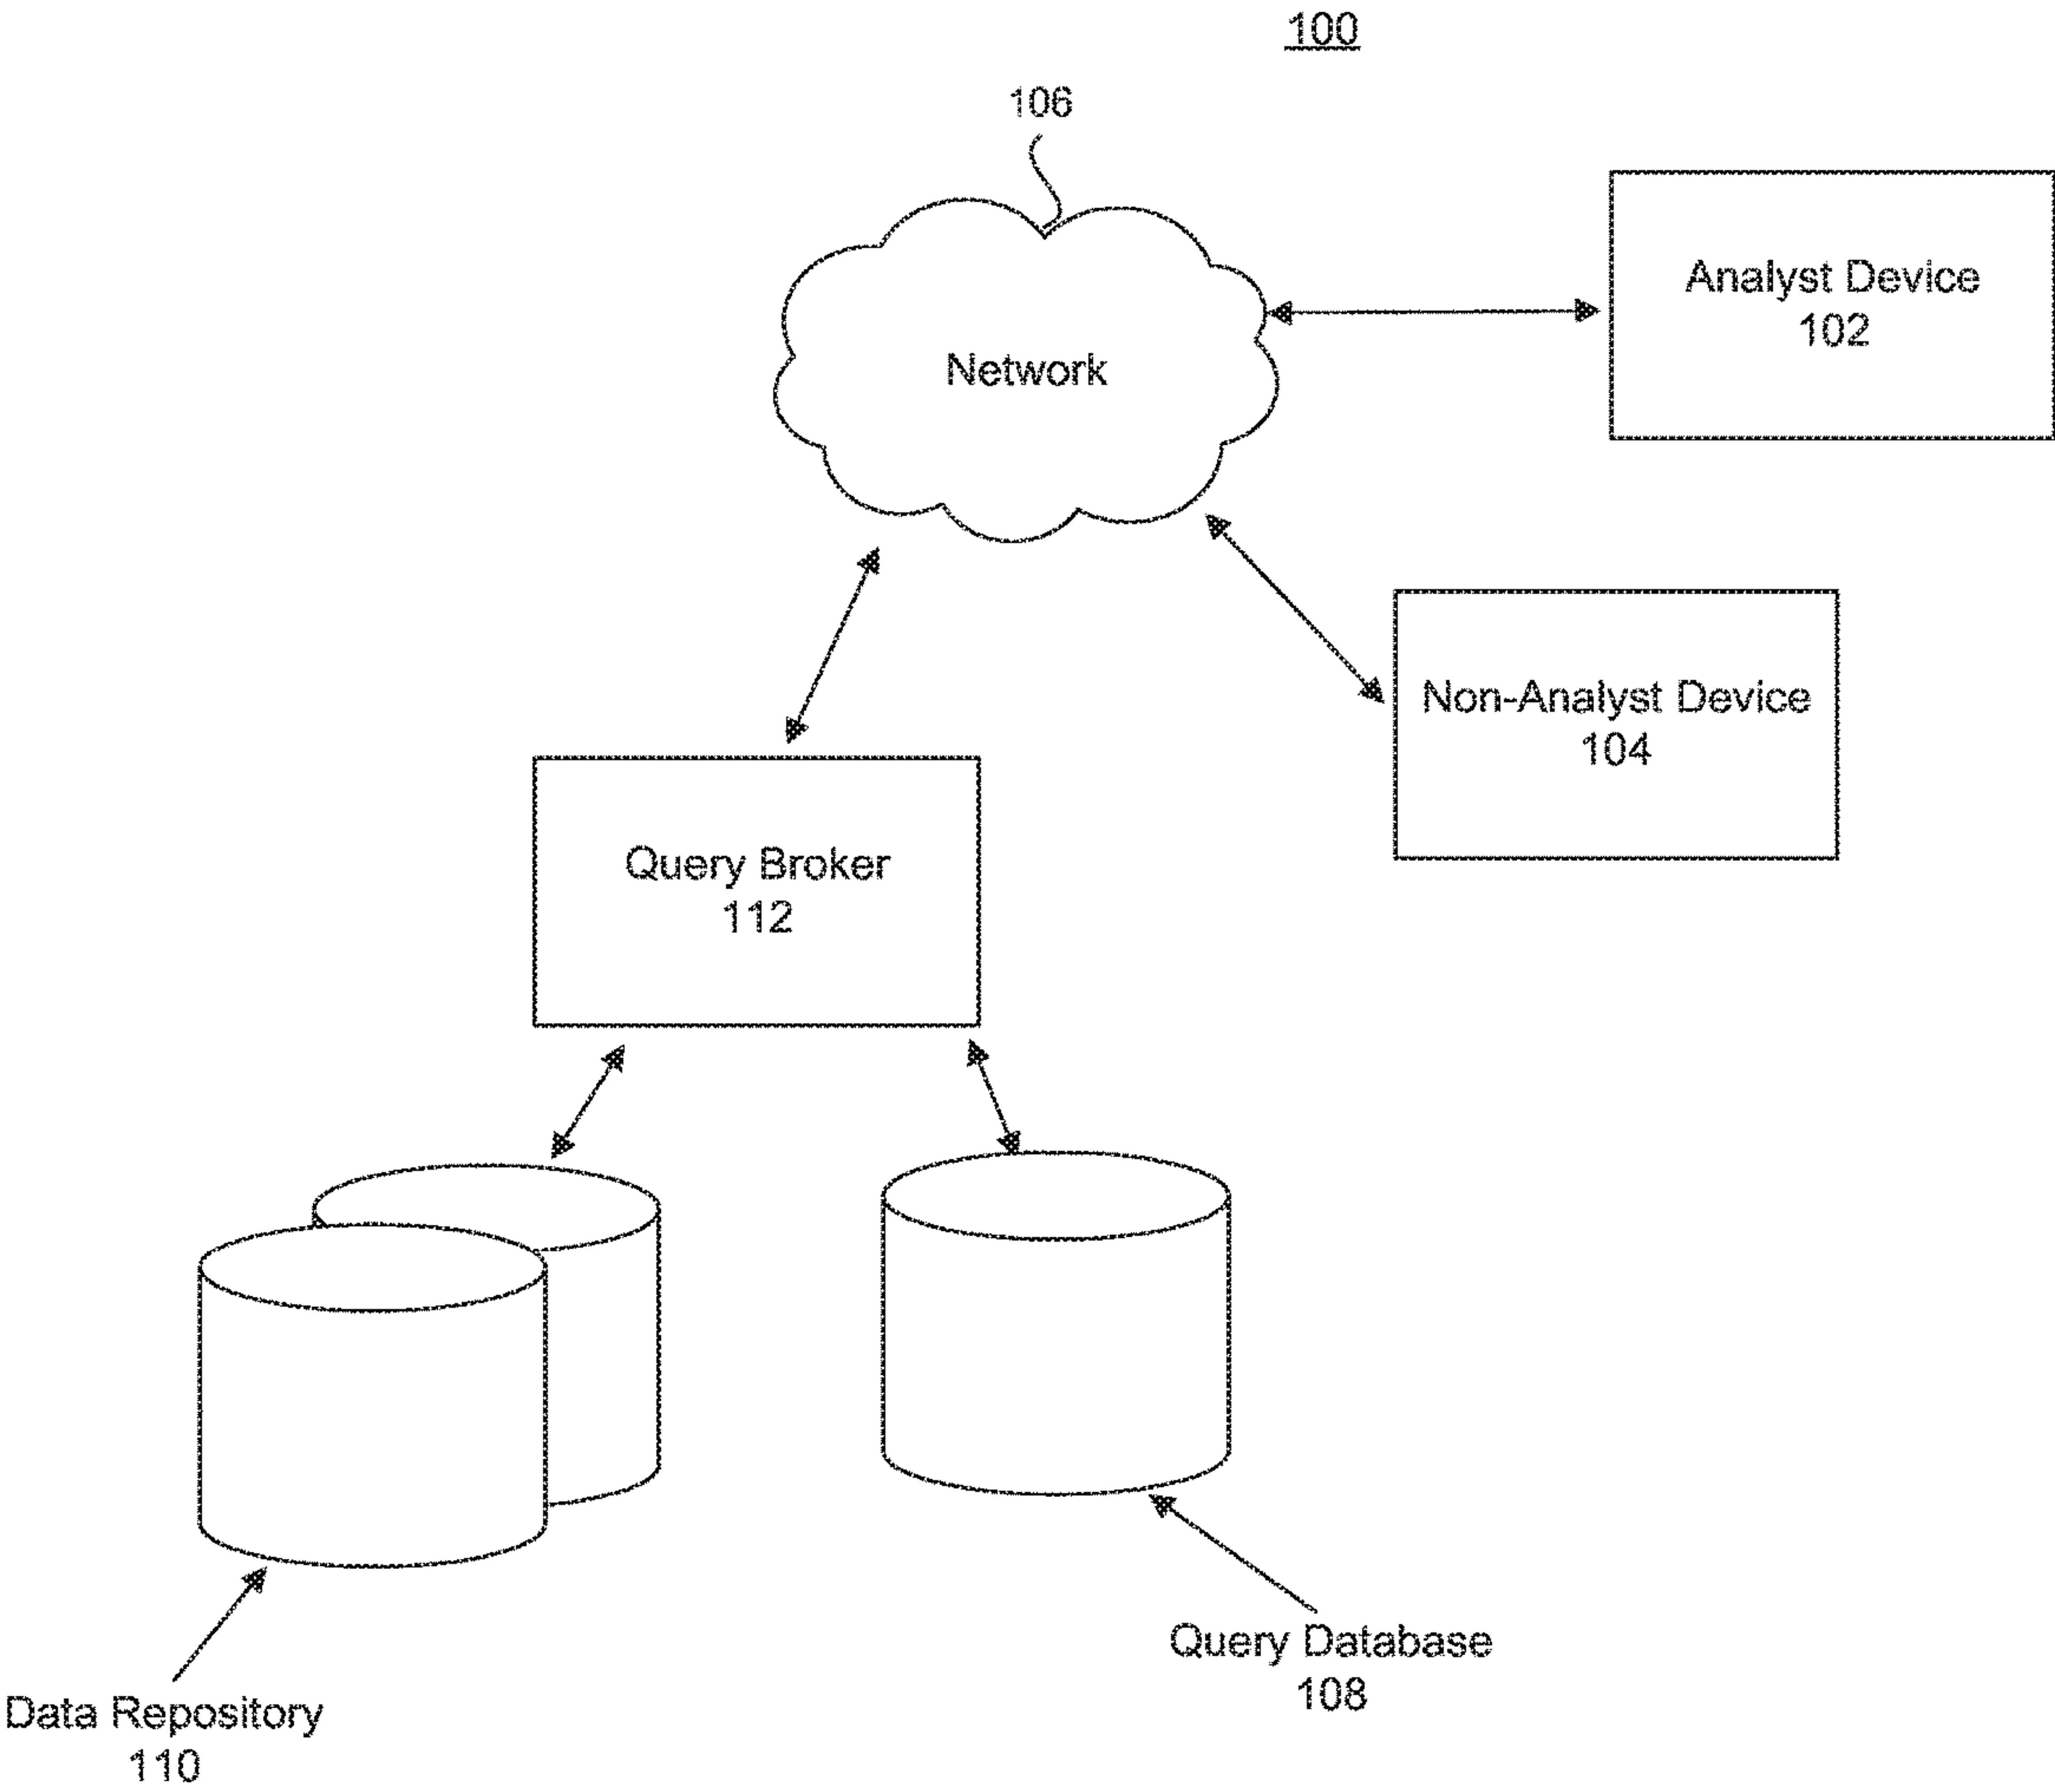 100
106
Analyst Device
102
Network
Non-Analyst Device
104
Query Broker
112
Query Database
108
Data Repository
110